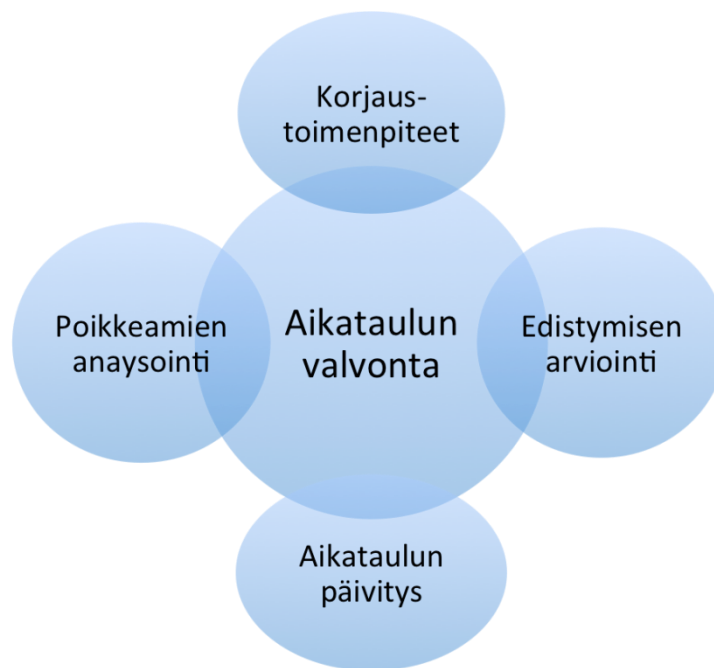 Korjaus-
toimenpiteet
Poikkeamien
anaysointi
Aikataulun
valvonta
Edistymisen
arviointi
Aikataulun
päivitys